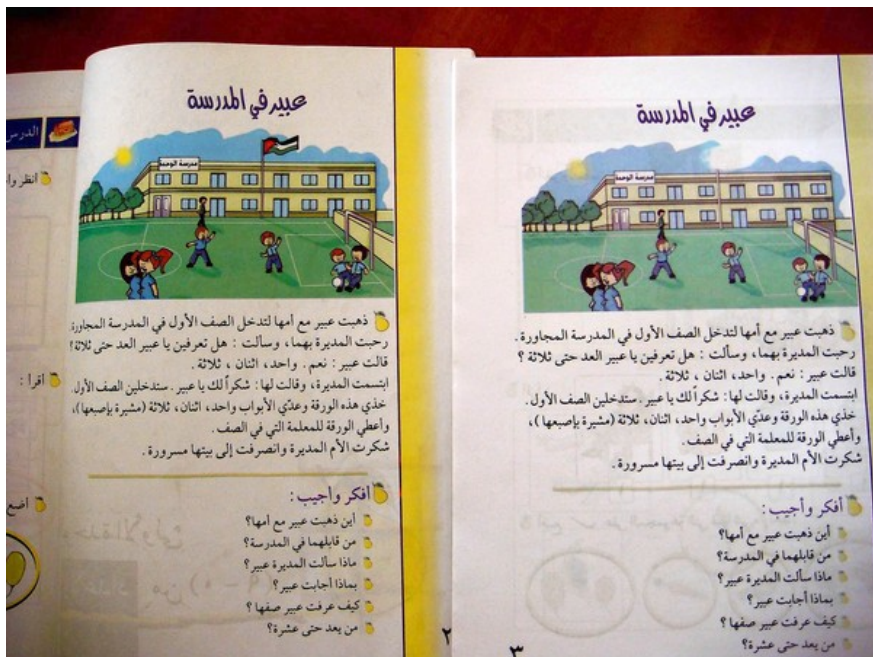 عبير في المدرسة
مدرسة الوحدة
ذهبت عبير مع أمها لتدخل الصف الأول في المدرسة المجاورة.
رحبت المديرة بهما، وسألت : هل تعرفين يا عبير العد حتى ثلاثة؟
قالت عبير : نعم . واحد، اثنان ، ثلاثة .
ابتسمت المديرة، وقالت لها: شكراً لك يا عبير . ستدخلين الصف الأول.
خذي هذه الورقة وعدّي الأبواب واحد، اثنان، ثلاثة (مشيرة بإصبعها)،
وأعطي الورقة للمعلمة التي في الصف .
شكرت الأم المديرة وانصرفت إلى بيتها مسرورة .
أفكر وأجيب :
أين ذهبت عبير مع أمها؟
من قابلهما في المدرسة؟
ماذا سألت المديرة عبير؟
بماذا أجابت عبير؟
كيف عرفت عبير صفها ؟
من يعد حتى عشرة؟
٢
عبير في المدرسة
مدرسة الوحدة
ذهبت عبير مع أمها لتدخل الصف الأول في المدرسة المجاورة.
رحبت المديرة بهما، وسألت : هل تعرفين يا عبير العد حتى ثلاثة ؟
قالت عبير : نعم . واحد، اثنان ، ثلاثة .
ابتسمت المديرة، وقالت لها: شكراً لك يا عبير . ستدخلين الصف الأول.
خذي هذه الورقة وعدّي الأبواب واحد، اثنان، ثلاثة (مشيرة بإصبعها )،
وأعطي الورقة للمعلمة التي في الصف .
شكرت الأم المديرة وانصرفت إلى بيتها مسرورة .
أفكر وأجيب :
أين ذهبت عبير مع أمها؟
من قابلهما في المدرسة؟
ماذا سألت المديرة عبير؟
بماذا أجابت عبير؟
كيف عرفت عبير صفها ؟
من يعد حتى عشرة؟
٣
الدرس
أنظر
اقرأ :